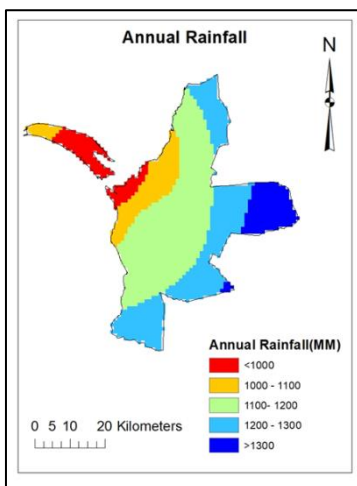 Annual Rainfall
N
Annual Rainfall(MM)
<1000
1000 - 1100
1100- 1200
1200 - 1300
>1300
0 5 10 20 Kilometers